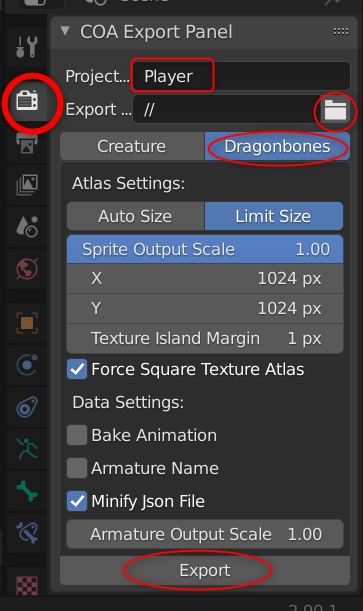 COA Export Panel
Project... Player
Export ... //
Creature Dragonbones
Atlas Settings:
Auto Size Limit Size
Sprite Output Scale 1.00
X 1024 px
Y 1024 px
Texture Island Margin 1 px
Force Square Texture Atlas
Data Settings:
Bake Animation
Armature Name
Minify Json File
Armature Output Scale 1.00
Export